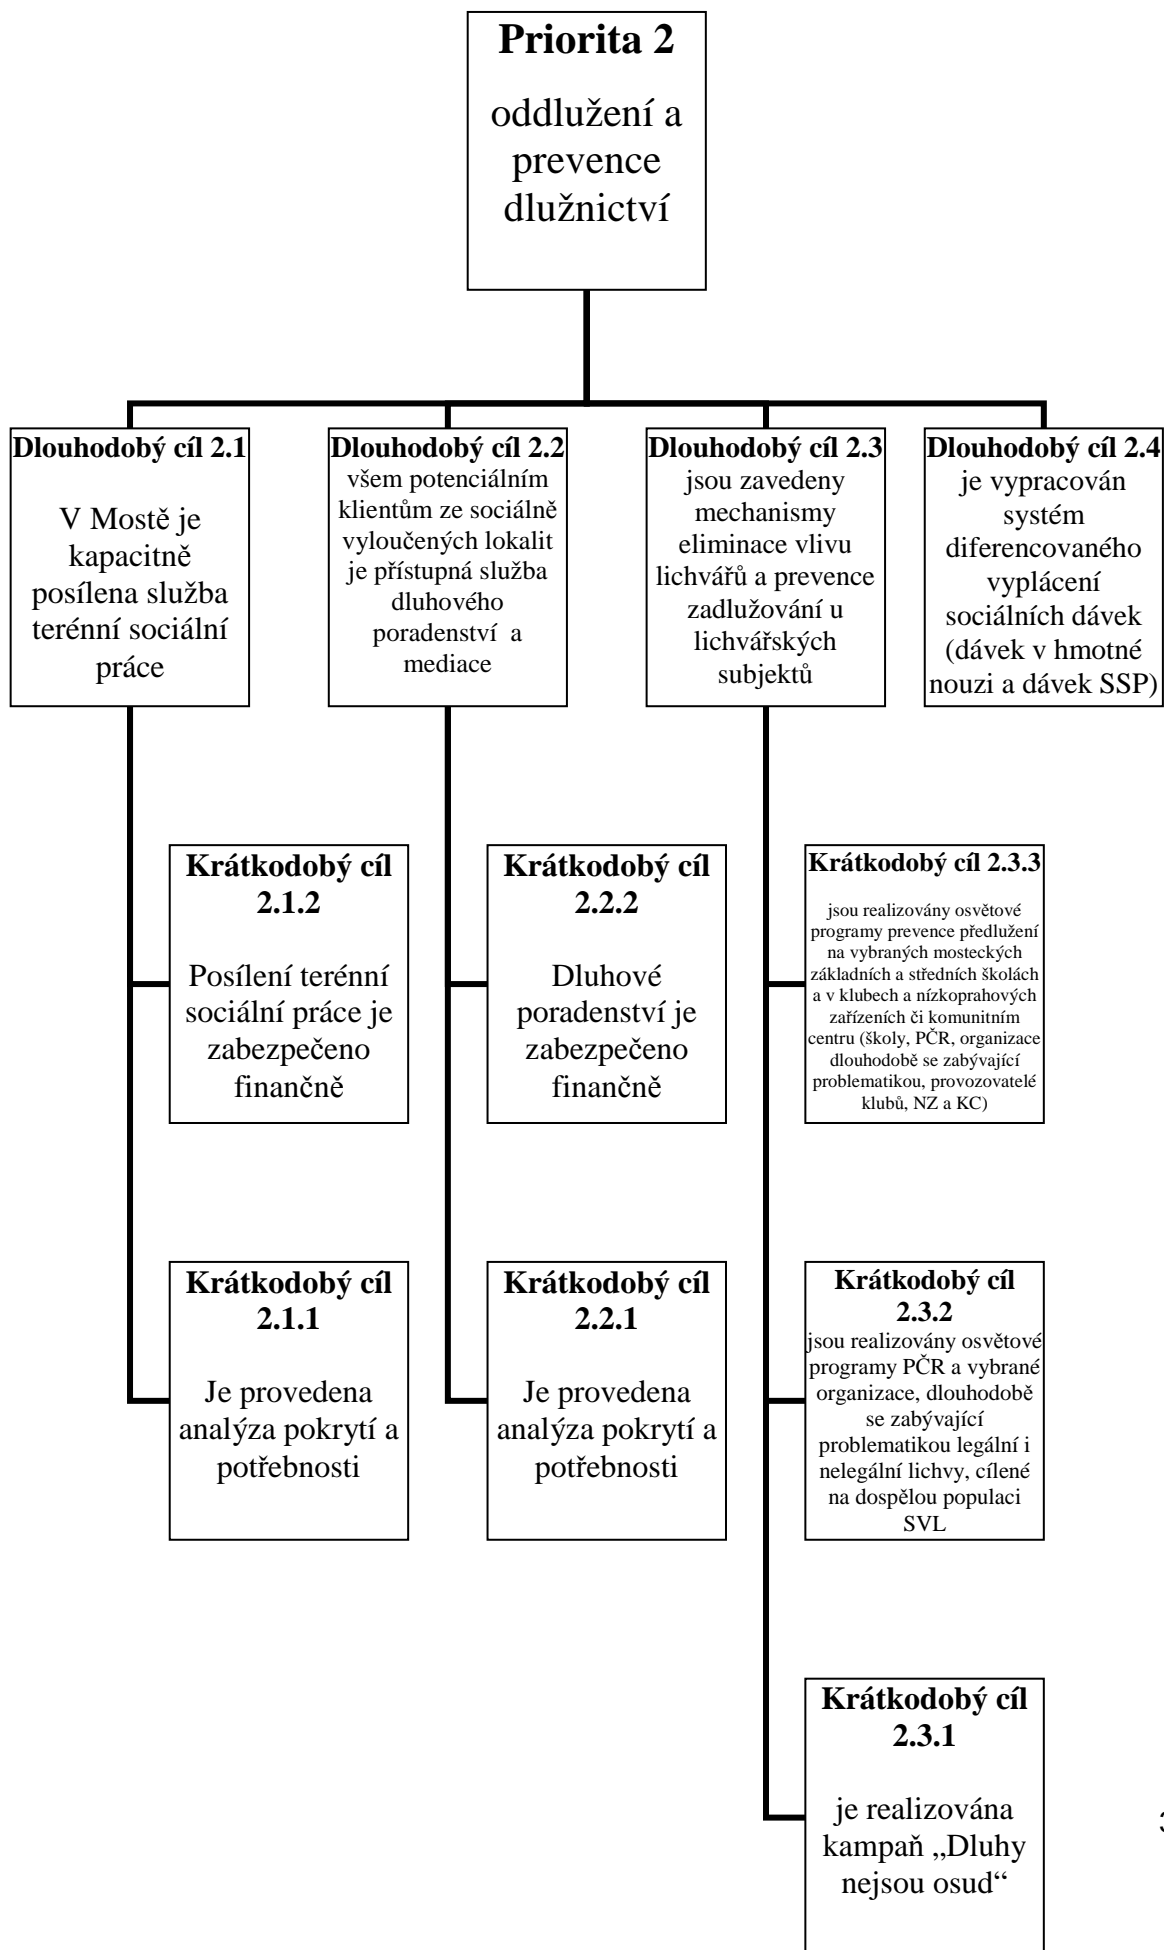 Priorita 2
oddlužení a
prevence
dlužnictví
Dlouhodobý cíl 2.1
V Mostě je
kapacitně
posílena služba
terénní sociální
práce
Dlouhodobý cíl 2.2
všem potenciálním
klientům ze sociálně
vyloučených lokalit
je přístupná služba
dluhového
poradenství a
mediace
Dlouhodobý cíl 2.3
jsou zavedeny
mechanismy
eliminace vlivu
lichvářů a prevence
zadlužování u
lichvářských
subjektů
Dlouhodobý cíl 2.4
je vypracován
systém
diferencovaného
vyplácení
sociálních dávek
(dávek v hmotné
nouzi a dávek SSP)
Krátkodobý cíl
2.1.2
Posílení terénní
sociální práce je
zabezpečeno
finančně
Krátkodobý cíl
2.2.2
Dluhové
poradenství je
zabezpečeno
finančně
Krátkodobý cíl 2.3.3
jsou realizovány osvětové
programy prevence předlužení
na vybraných mosteckých
základních a středních školách
a v klubech a nízkoprahových
zařízeních či komunitním
centru (školy, PČR, organizace
dlouhodobě se zabývající
problematikou, provozovatelé
klubů, NZ a KC)
Krátkodobý cíl
2.1.1
Je provedena
analýza pokrytí a
potřebnosti
Krátkodobý cíl
2.2.1
Je provedena
analýza pokrytí a
potřebnosti
Krátkodobý cíl
2.3.2
jsou realizovány osvětové
programy PČR a vybrané
organizace, dlouhodobě
se zabývající
problematikou legální i
nelegální lichvy, cílené
na dospělou populaci
SVL
Krátkodobý cíl
2.3.1
je realizována
kampaň „Dluhy
nejsou osud“